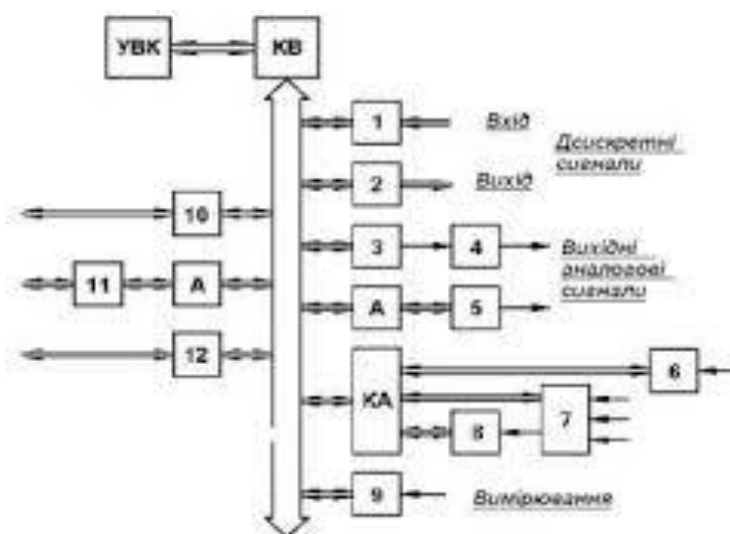 УВК КВ
1 Вхід
Дсискретні
сигнали
2 Вихід
10
3 4 Вихідні
аналогові
сигнали
11 А
А 5
12
6
КА
7
8
9 Вимірювання